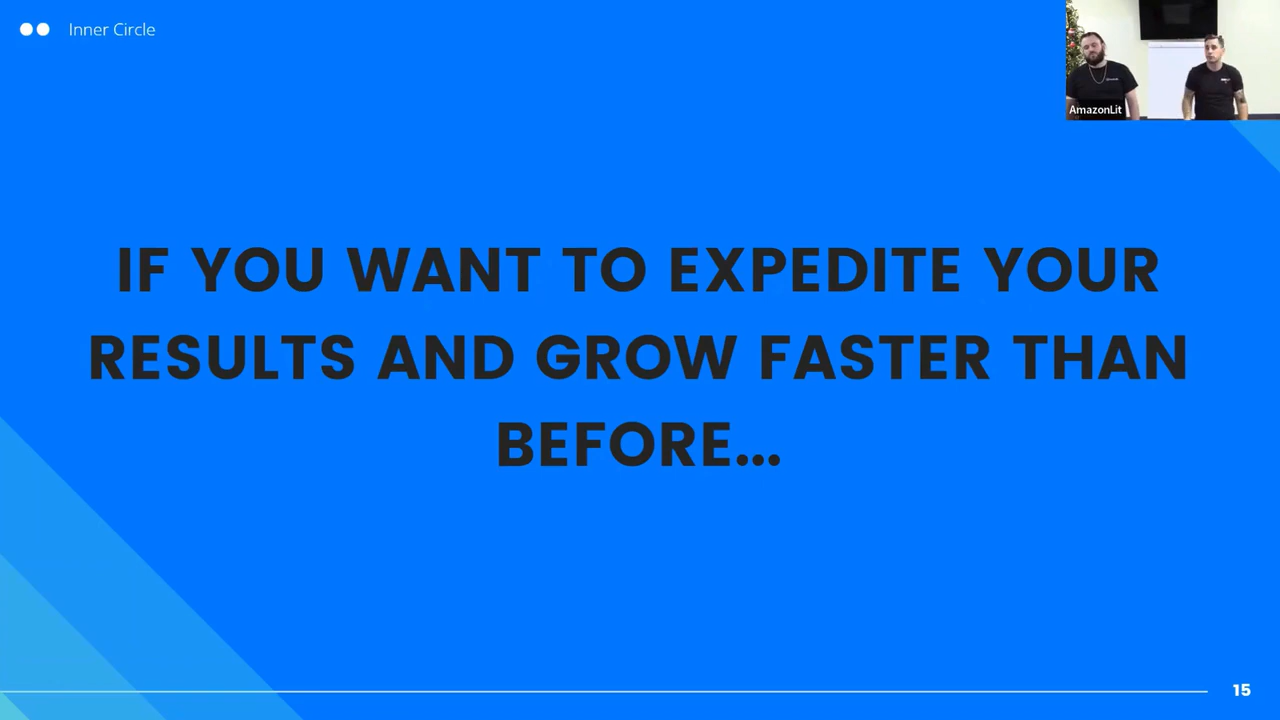 Inner Circle
AmazonLit
IF YOU WANT TO EXPEDITE YOUR
RESULTS AND GROW FASTER THAN
BEFORE...
15